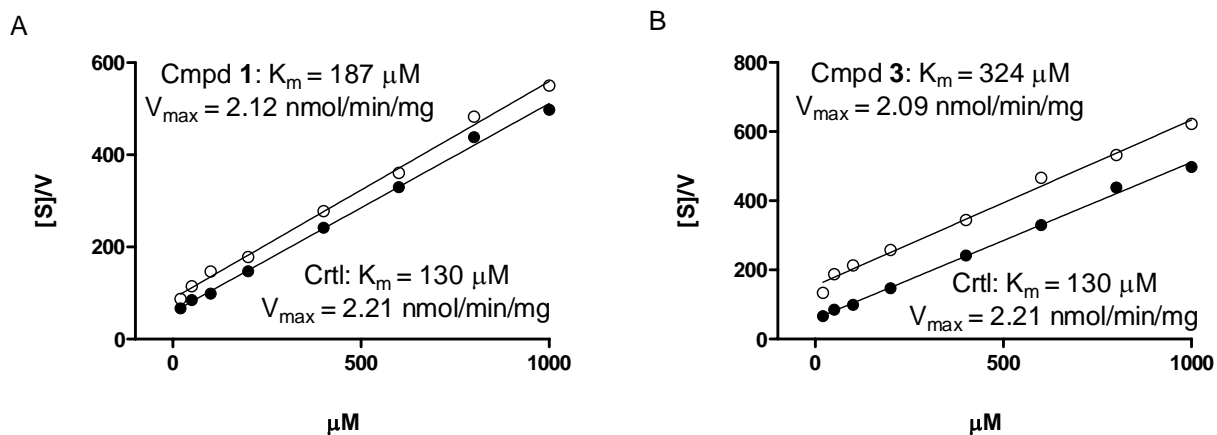 A
Cmpd 1: Km = 187 μM
Vmax = 2.12 nmol/min/mg
[S]/V
600
400
200
0
Crtl: Km = 130 μM
Vmax = 2.21 nmol/min/mg
0
500
1000
μM
B
Cmpd 3: Km = 324 μM
Vmax = 2.09 nmol/min/mg
[S]/V
800
600
400
200
0
Crtl: Km = 130 μM
Vmax = 2.21 nmol/min/mg
0
500
1000
μM